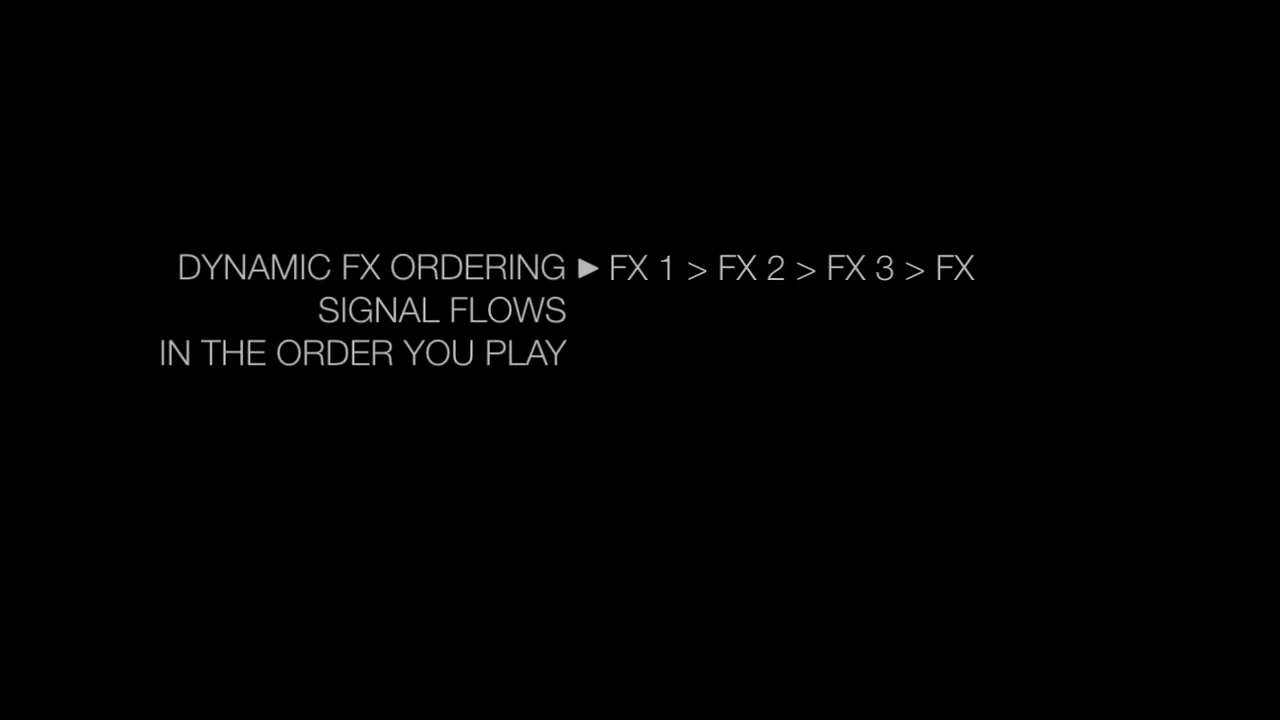 DYNAMIC FX ORDERING ▶ FX 1 > FX 2 > FX 3 > FX
SIGNAL FLOWS
IN THE ORDER YOU PLAY